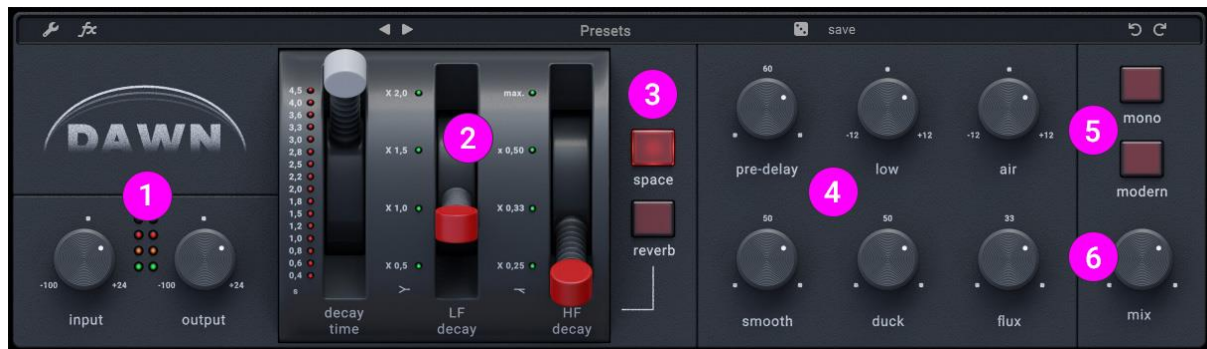 fx
Presets
save
DAWN
1
-100 +24 -100 +24
input output
4,5
4,0
3,6
3,3
3,0
2,8
2,5
2,2
2,0
1,8
1,5
1,2
1,0
0,8
0,6
0,4
s
decay
time
X 2,0
X 1,5
X 1,0
X 0,5
2
LF
decay
max.
x 0,50
X 0,33
X 0,25
HF
decay
3
space
reverb
60
pre-delay
-12 +12
low
-12 +12
air
4
50
smooth
50
duck
33
flux
mono
5
modern
6
mix